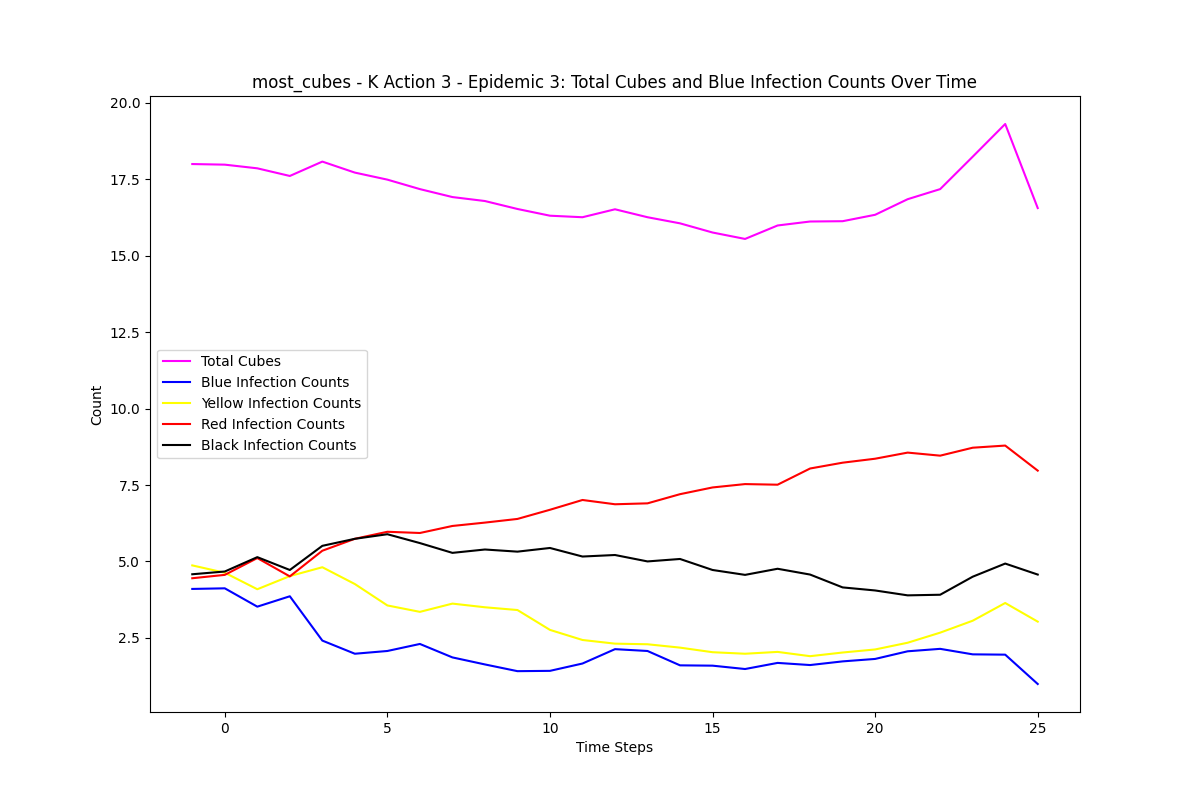 most_cubes - K Action 3 - Epidemic 3: Total Cubes and Blue Infection Counts Over Time
20.0
17.5
15.0
12.5
10.0
7.5
5.0
2.5
Count
Total Cubes
Blue Infection Counts
Yellow Infection Counts
Red Infection Counts
Black Infection Counts
0 5 10 15 20 25
Time Steps